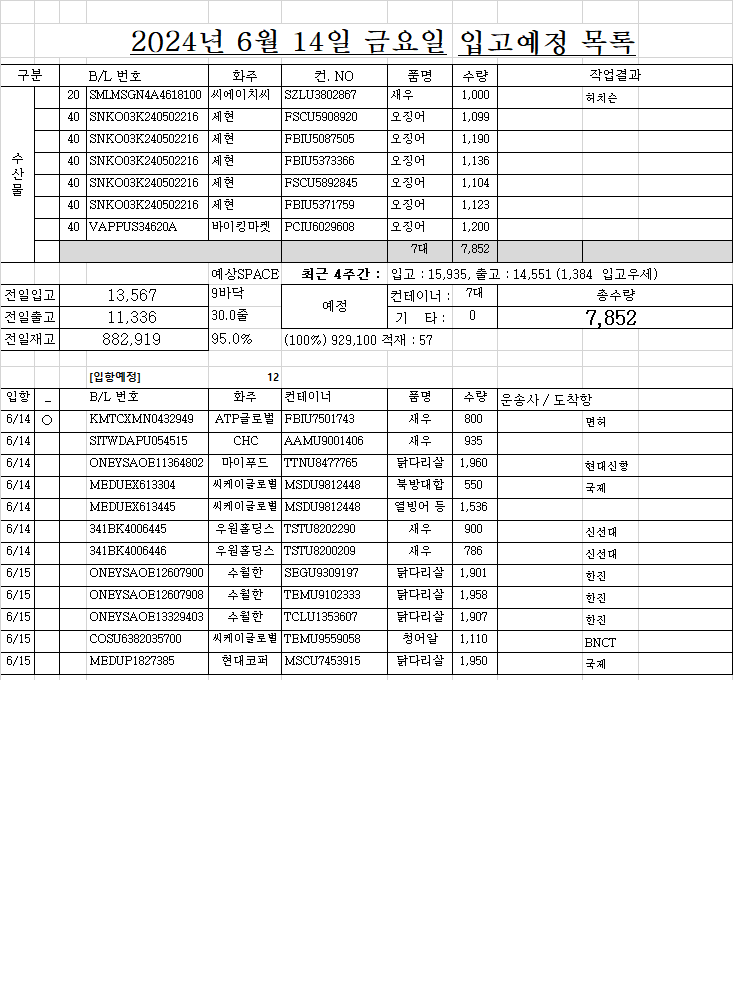 2024년 6월 14일 금요일 입고예정 목록
구분 B/L 번호 화주 컨. NO 품명 수량 작업결과
수산물
20 SMLMSGN4A4618100 씨에이치씨 SZLU3802867 새우 1,000 허치슨
40 SNKO03K240502216 세현 FSCU5908920 오징어 1,099
40 SNKO03K240502216 세현 FBIU5087505 오징어 1,190
40 SNKO03K240502216 세현 FBIU5373366 오징어 1,136
40 SNKO03K240502216 세현 FSCU5892845 오징어 1,104
40 SNKO03K240502216 세현 FBIU5371759 오징어 1,123
40 VAPPUS34620A 바이킹마켓 PCIU6029608 오징어 1,200
7대 7,852
예상SPACE 최근 4주간 : 입고 : 15,935, 출고 : 14,551 (1,384 입고우세)
전일입고 13,567 9바닥 예정 컨테이너 : 7대 총수량
전일출고 11,336 30.0줄 기 타 : 0 7,852
전일재고 882,919 95.0% (100%) 929,100 적재 : 57
[입항예정] 12
입항 _ B/L 번호 화주 컨테이너 품명 수량 운송사 / 도착항
6/14 ○ KMTCXMN0432949 ATP글로벌 FBIU7501743 새우 800 면허
6/14 SITWDAPU054515 CHC AAMU9001406 새우 935
6/14 ONEYSAOE11364802 마이푸드 TTNU8477765 닭다리살 1,960 현대신항
6/14 MEDUEX613304 씨케이글로벌 MSDU9812448 북방대합 550 국제
6/14 MEDUEX613445 씨케이글로벌 MSDU9812448 열빙어 등 1,536
6/14 341BK4006445 우원홀딩스 TSTU8202290 새우 900 신선대
6/14 341BK4006446 우원홀딩스 TSTU8200209 새우 786 신선대
6/15 ONEYSAOE12607900 수월한 SEGU9309197 닭다리살 1,901 한진
6/15 ONEYSAOE12607908 수월한 TEMU9102333 닭다리살 1,958 한진
6/15 ONEYSAOE13329403 수월한 TCLU1353607 닭다리살 1,907 한진
6/15 COSU6382035700 씨케이글로벌 TEMU9559058 청어알 1,110 BNCT
6/15 MEDUP1827385 현대코퍼 MSCU7453915 닭다리살 1,950 국제